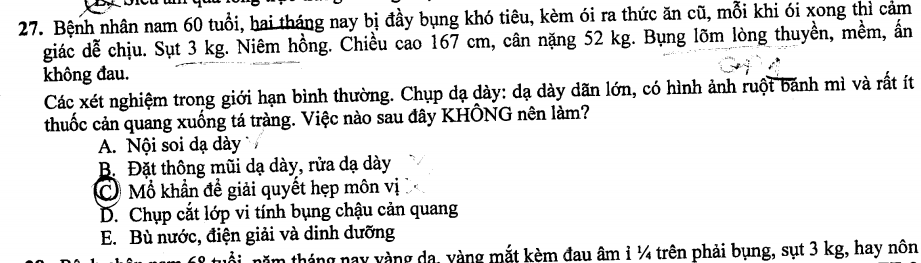 27. Bệnh nhân nam 60 tuổi, hai tháng nay bị đầy bụng khó tiêu, kèm ói ra thức ăn cũ, mỗi khi ói xong thì cảm
giác dễ chịu. Sụt 3 kg. Niêm hồng. Chiều cao 167 cm, cân nặng 52 kg. Bụng lõm lòng thuyền, mềm, ấn
không đau.
Các xét nghiệm trong giới hạn bình thường. Chụp dạ dày: dạ dày dãn lớn, có hình ảnh ruột bánh mì và rất ít
thuốc cản quang xuống tá tràng. Việc nào sau đây KHÔNG nên làm?
A. Nội soi dạ dày
B. Đặt thông mũi dạ dày, rửa dạ dày
C. Mổ khẩn để giải quyết hẹp môn vị
D. Chụp cắt lớp vi tính bụng chậu cản quang
E. Bù nước, điện giải và dinh dưỡng
68 tuổi, năm tháng nay vàng da, vàng mắt kèm đau âm ỉ ¼ trên phải bụng, sụt 3 kg, hay nôn